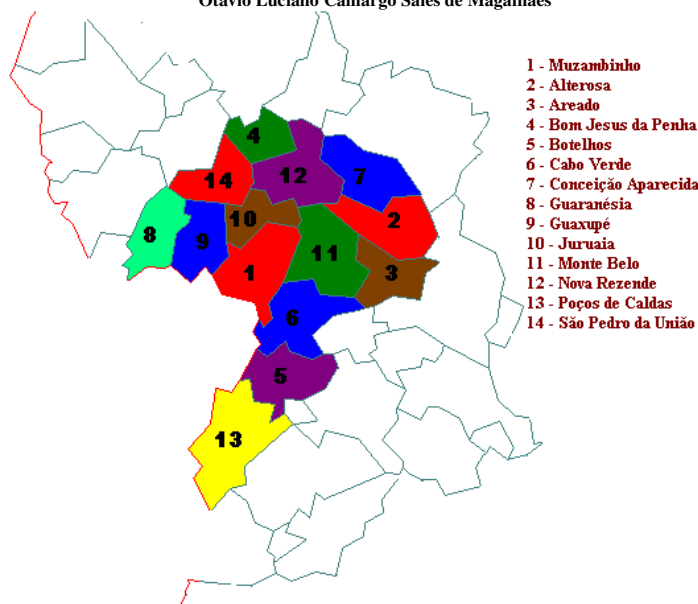 Otávio Luciano Camargo Sales de Magalhães
1 - Muzambinho
2 - Alterosa
3 - Areado
4 - Bom Jesus da Penha
5 - Botelhos
6 - Cabo Verde
7 - Conceição Aparecida
8 - Guaranésia
9 - Guaxupé
10 - Juruaia
11 - Monte Belo
12 - Nova Rezende
13 - Poços de Caldas
14 - São Pedro da União
4
12
7
14
10
2
8
9
11
1
3
6
5
13